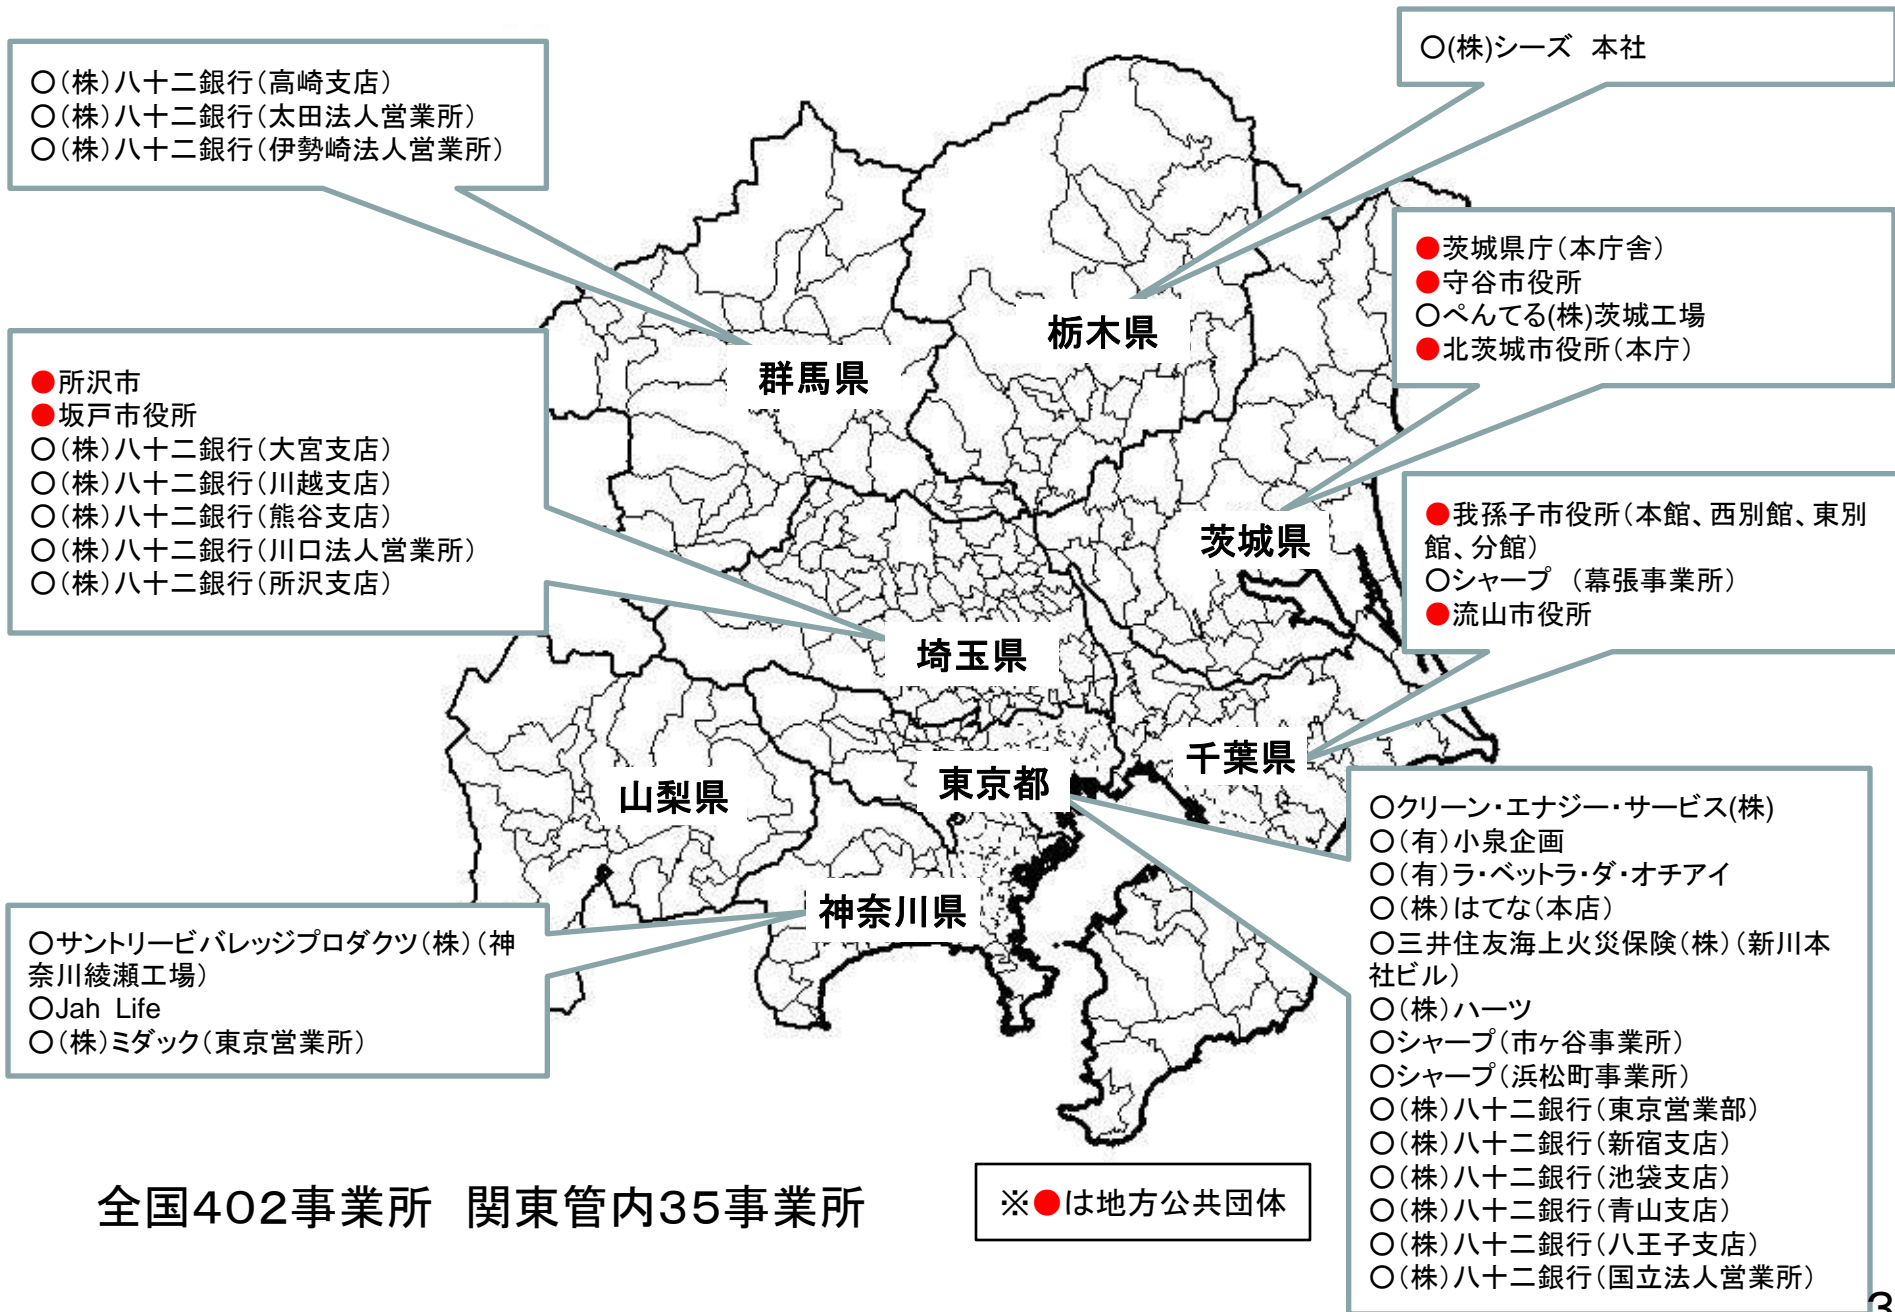 ○(株)八十二銀行(高崎支店)
○(株)八十二銀行(太田法人営業所)
○(株)八十二銀行(伊勢崎法人営業所)
○(株)シーズ 本社
●茨城県庁(本庁舎)
●守谷市役所
○ぺんてる(株)茨城工場
●北茨城市役所(本庁)
●所沢市
●坂戸市役所
○(株)八十二銀行(大宮支店)
○(株)八十二銀行(川越支店)
○(株)八十二銀行(熊谷支店)
○(株)八十二銀行(川口法人営業所)
○(株)八十二銀行(所沢支店)
●我孫子市役所(本館、西別館、東別
館、分館)
○シャープ (幕張事業所)
●流山市役所
栃木県
群馬県
茨城県
埼玉県
千葉県
東京都
山梨県
神奈川県
○サントリービバレッジプロダクツ(株)(神
奈川綾瀬工場)
○Jah Life
○(株)ミダック(東京営業所)
○クリーン・エナジー・サービス(株)
○(有)小泉企画
○(有)ラ・ベットラ・ダ・オチアイ
○(株)はてな(本店)
○三井住友海上火災保険(株)(新川本
社ビル)
○(株)ハーツ
○シャープ(市ヶ谷事業所)
○シャープ(浜松町事業所)
○(株)八十二銀行(東京営業部)
○(株)八十二銀行(新宿支店)
○(株)八十二銀行(池袋支店)
○(株)八十二銀行(青山支店)
○(株)八十二銀行(八王子支店)
○(株)八十二銀行(国立法人営業所)
全国402事業所 関東管内35事業所
※●は地方公共団体
3